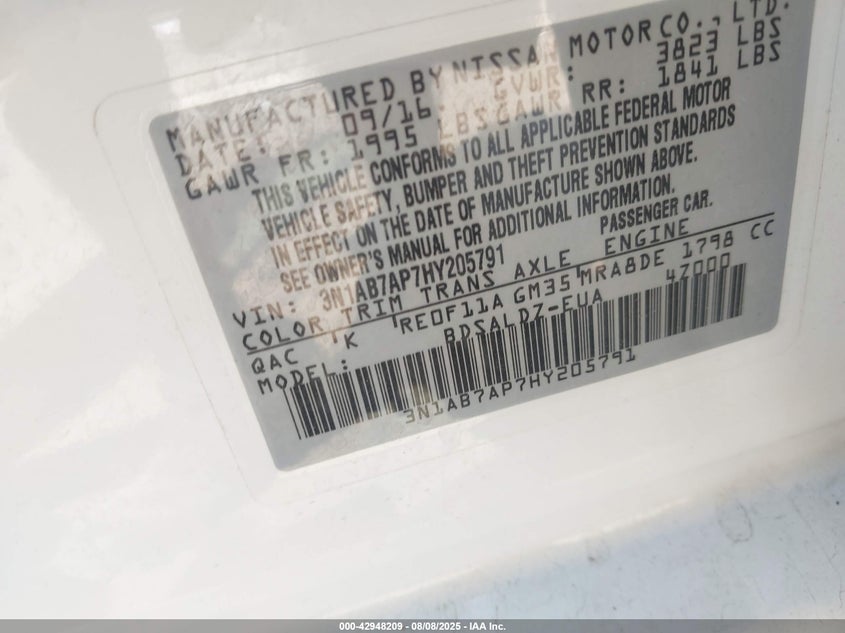 MANUFACTURED BY NISSAN MOTOR CO., LTD.
DATE: 09/16 GVWR: 3823 LBS
GAWR FR: 1995 LBS GAWR RR: 1841 LBS
THIS VEHICLE CONFORMS TO ALL APPLICABLE FEDERAL MOTOR
VEHICLE SAFETY, BUMPER AND THEFT PREVENTION STANDARDS
IN EFFECT ON THE DATE OF MANUFACTURE SHOWN ABOVE.
SEE OWNER'S MANUAL FOR ADDITIONAL INFORMATION.
VIN: 3N1AB7AP7HY205791 PASSENGER CAR.
COLOR TRIM TRANS AXLE ENGINE
QAC K RE0F11A GM35 MRA8DE 1798 CC
MODEL: BDSALDZ-EUA 47000
3N1AB7AP7HY205791
000-42948209 - 08/08/2025 - IAA Inc.